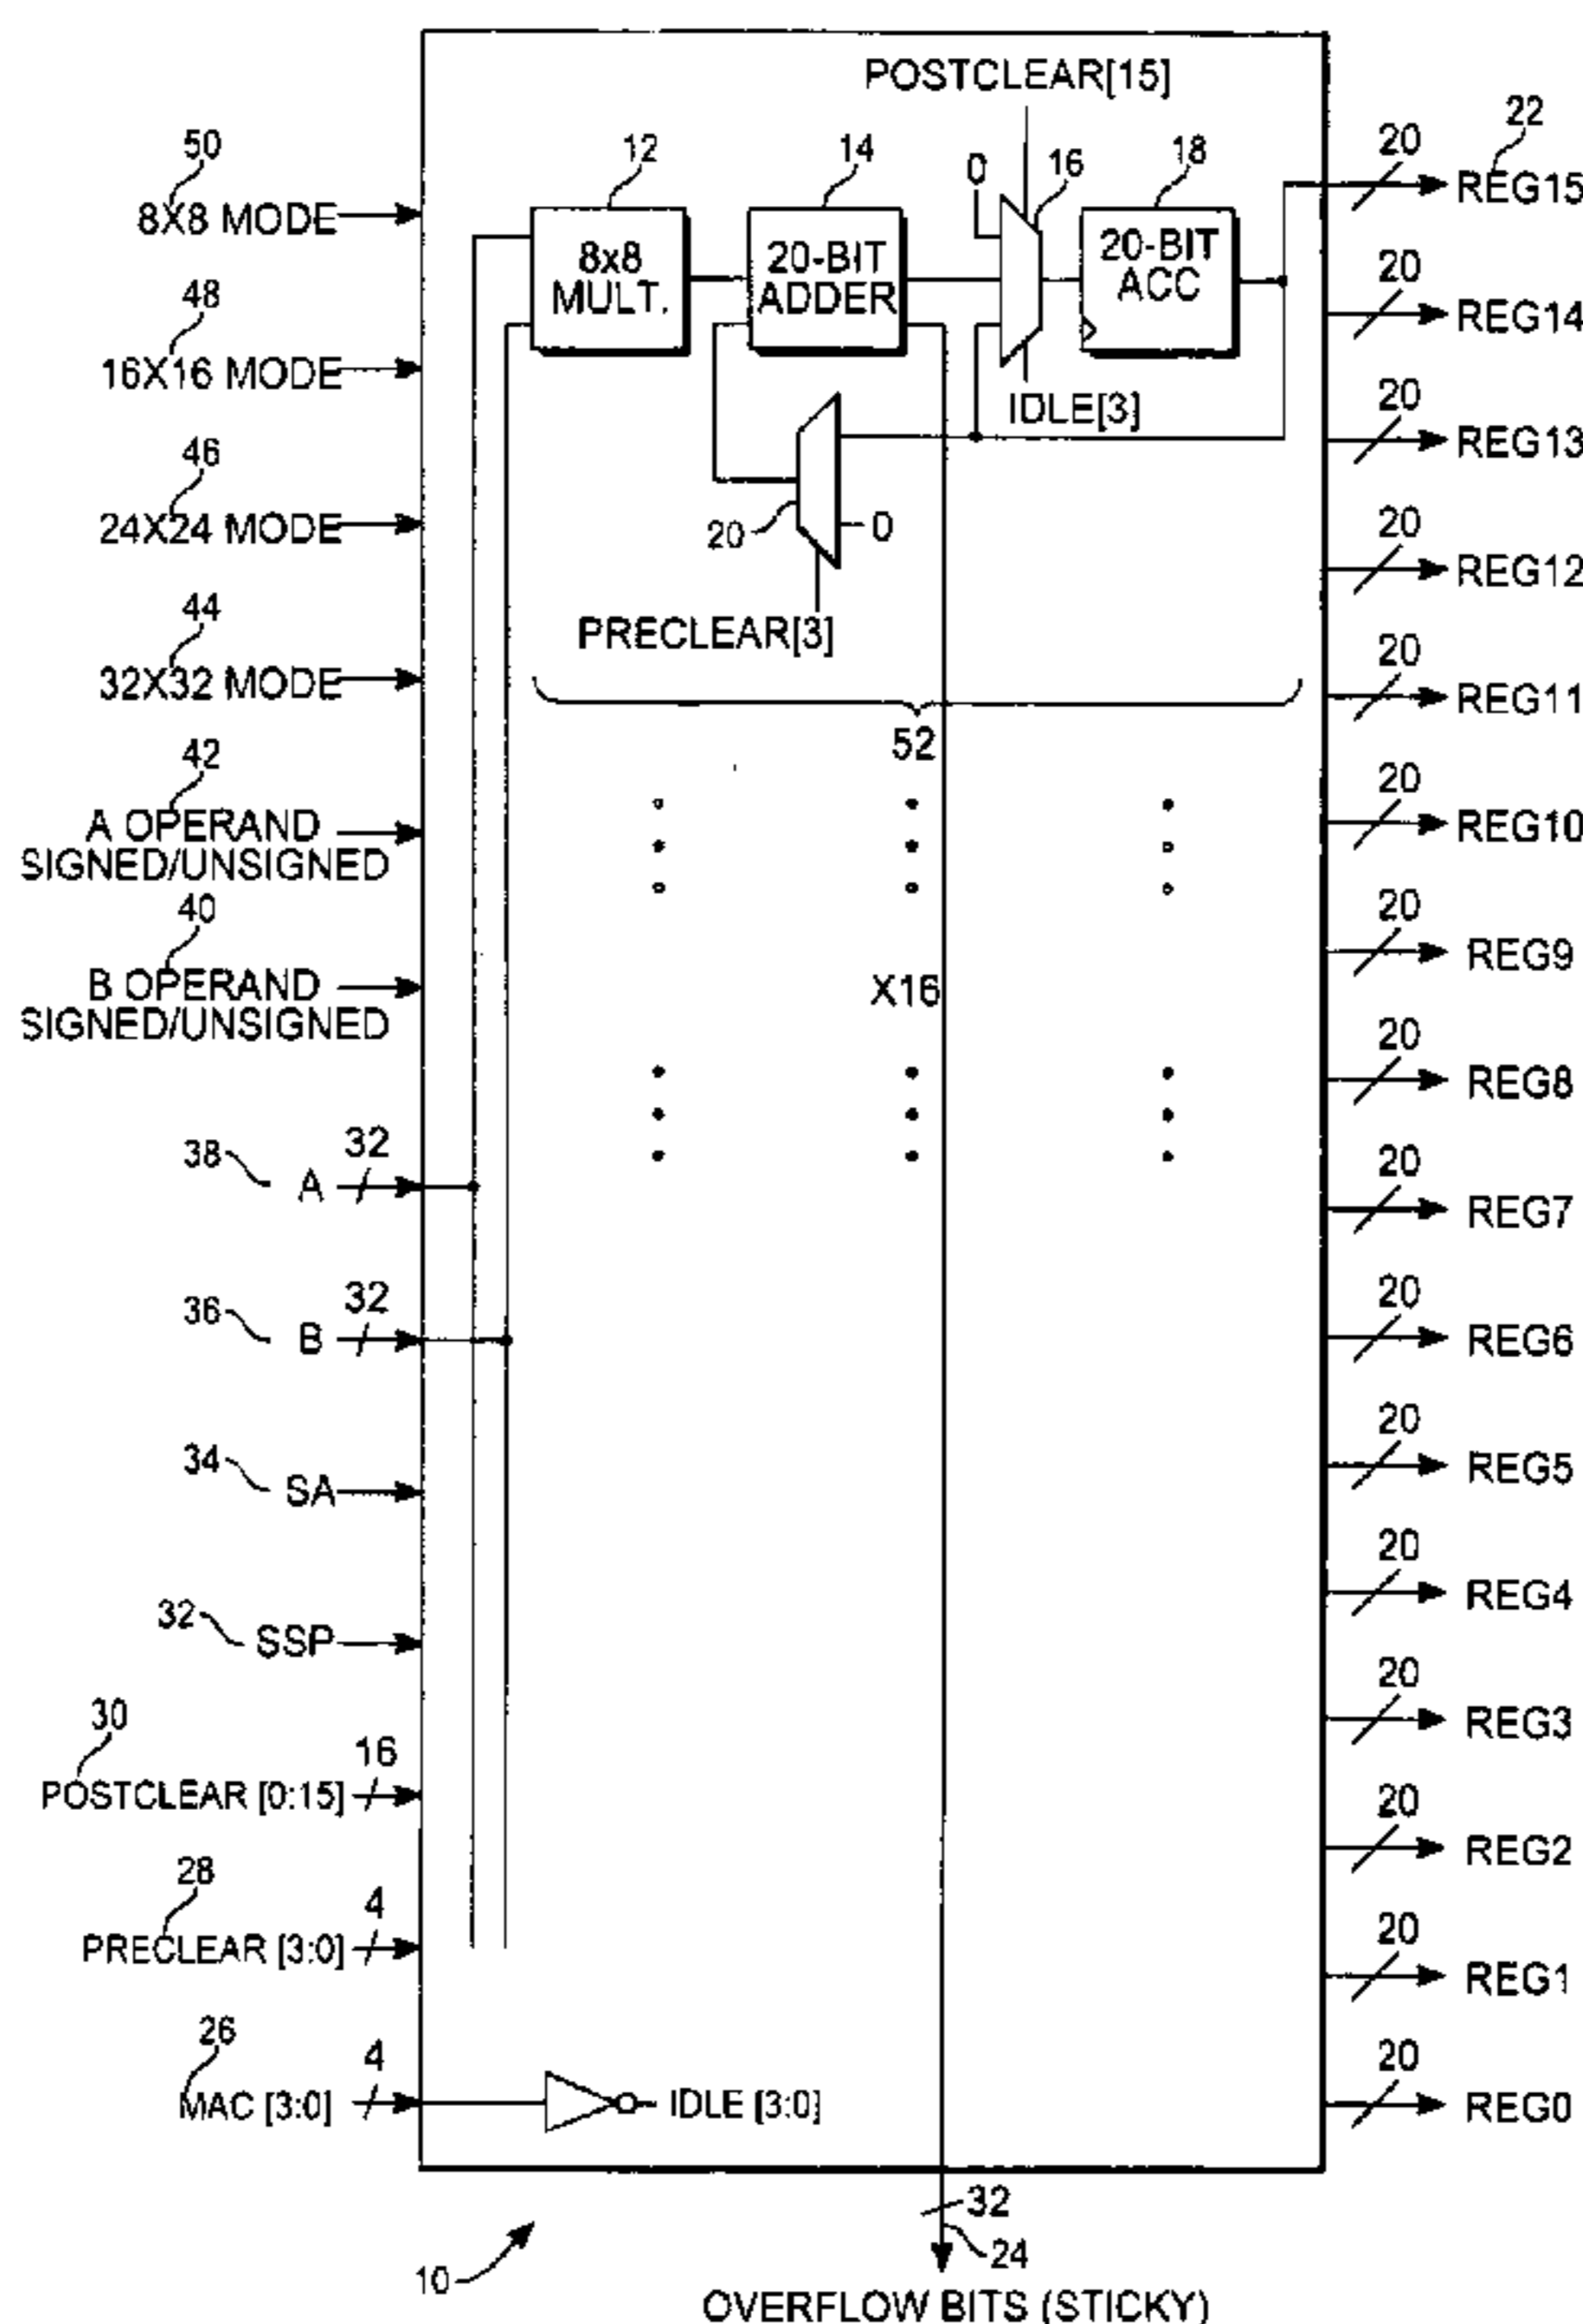 POSTCLEAR[15]
50
8X8 MODE
12
14
0
16
18
20
22
REG15
8x8
MULT.
20-BIT
ADDER
20-BIT
ACC
48
16X16 MODE
20
REG14
IDLE[3]
20
REG13
46
24X24 MODE
20
0
20
REG12
PRECLEAR[3]
44
32X32 MODE
20
REG11
52
42
A OPERAND
SIGNED/UNSIGNED
20
REG10
40
B OPERAND
SIGNED/UNSIGNED
20
REG9
X16
20
REG8
38
A
32
20
REG7
36
B
32
20
REG6
34
SA
20
REG5
32
SSP
20
REG4
20
REG3
30
POSTCLEAR [0:15]
16
20
REG2
28
PRECLEAR [3:0]
4
20
REG1
26
MAC [3:0]
4
IDLE [3:0]
20
REG0
32
24
10
OVERFLOW BITS (STICKY)